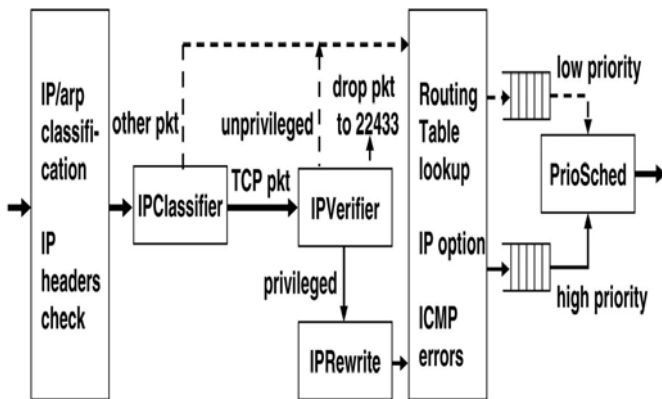 IP/arp
classifi-
cation
IP
headers
check
other pkt
IPClassifier
TCP pkt
unprivileged
drop pkt
to 22433
IPVerifier
privileged
IPRewrite
Routing
Table
lookup
IP option
ICMP
errors
low priority
PrioSched
high priority